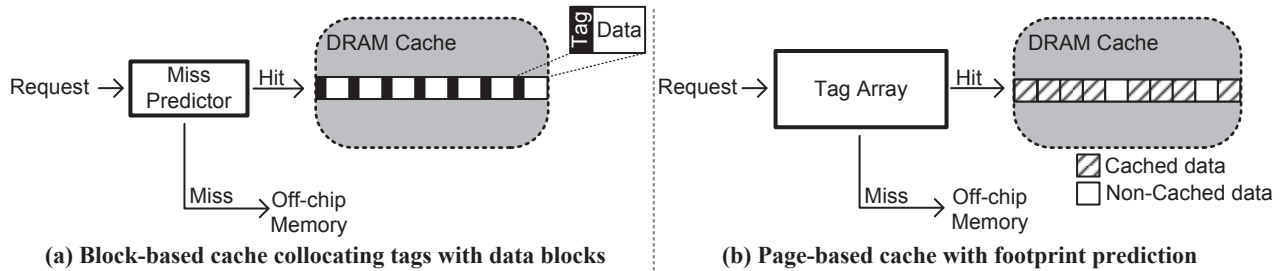 DRAM Cache
Tag
Data
Request
Miss
Predictor
Hit
Miss
Off-chip
Memory
(a) Block-based cache collocating tags with data blocks
DRAM Cache
Request
Tag Array
Hit
Cached data
Non-Cached data
Miss
Off-chip
Memory
(b) Page-based cache with footprint prediction